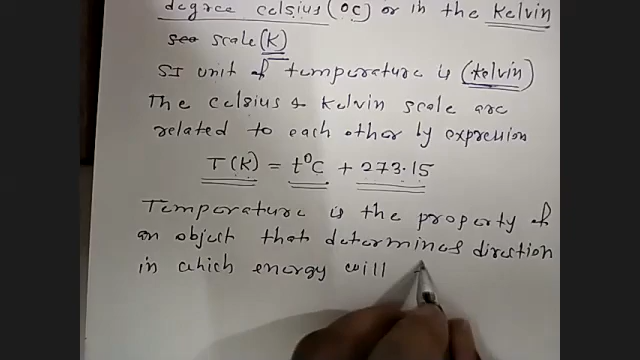 degree celsius (OC) or in the Kelvin
scale (K)
SI unit of temperature is (kelvin)
The celsius & Kelvin scale are
related to each other by expression
T(K) = t°C + 273.15
Temperature is the property of
an object that determines direction
in which energy will